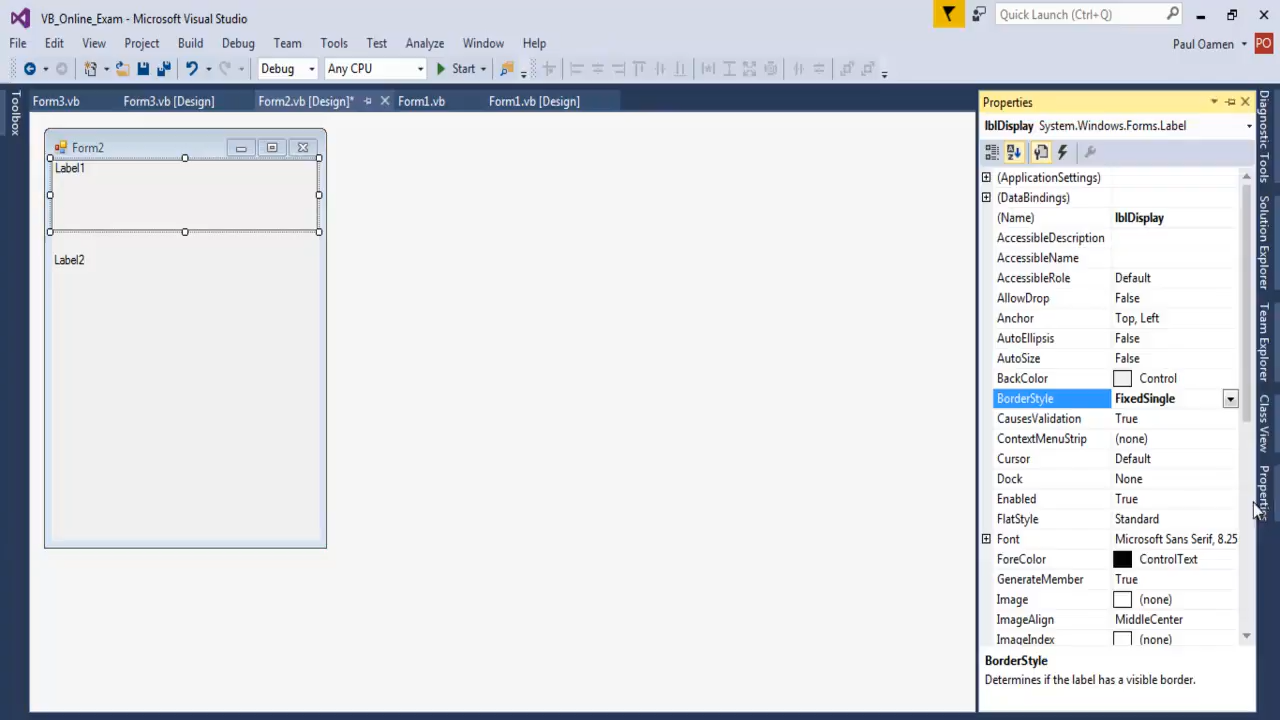 VB_Online_Exam - Microsoft Visual Studio
Quick Launch (Ctrl+Q)
File Edit View Project Build Debug Team Tools Test Analyze Window Help
Paul Oamen PO
Debug Any CPU Start
Form3.vb Form3.vb [Design] Form2.vb [Design]* Form1.vb Form1.vb [Design]
Toolbox
Form2
Label1
Label2
Properties
lblDisplay System.Windows.Forms.Label
(ApplicationSettings)
(DataBindings)
(Name) lblDisplay
AccessibleDescription
AccessibleName
AccessibleRole Default
AllowDrop False
Anchor Top, Left
AutoEllipsis False
AutoSize False
BackColor Control
BorderStyle FixedSingle
CausesValidation True
ContextMenuStrip (none)
Cursor Default
Dock None
Enabled True
FlatStyle Standard
Font Microsoft Sans Serif, 8.25
ForeColor ControlText
GenerateMember True
Image (none)
ImageAlign MiddleCenter
ImageIndex (none)
BorderStyle
Determines if the label has a visible border.
Diagnostic Tools
Solution Explorer
Team Explorer
Class View
Properties